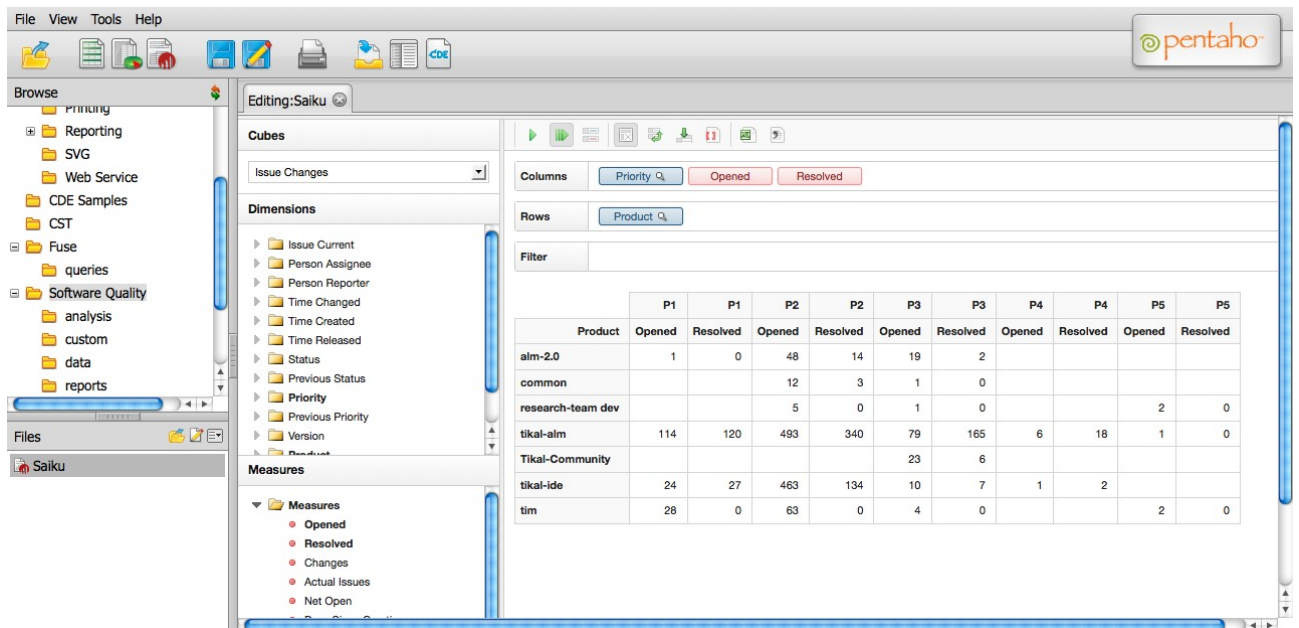 File View Tools Help
CDE
pentaho
Browse
Printing
Reporting
SVG
Web Service
CDE Samples
CST
Fuse
queries
Software Quality
analysis
custom
data
reports
Files
Saiku
Editing:Saiku
Cubes
Issue Changes
Dimensions
Issue Current
Person Assignee
Person Reporter
Time Changed
Time Created
Time Released
Status
Previous Status
Priority
Previous Priority
Version
Product
Measures
Measures
Opened
Resolved
Changes
Actual Issues
Net Open
Columns Priority Opened Resolved
Rows Product
Filter
P1 P1 P2 P2 P3 P3 P4 P4 P5 P5
Product Opened Resolved Opened Resolved Opened Resolved Opened Resolved Opened Resolved
alm-2.0 1 0 48 14 19 2
common 12 3 1 0
research-team dev 5 0 1 0 2 0
tikal-alm 114 120 493 340 79 165 6 18 1 0
Tikal-Community 23 6
tikal-ide 24 27 463 134 10 7 1 2
tim 28 0 63 0 4 0 2 0